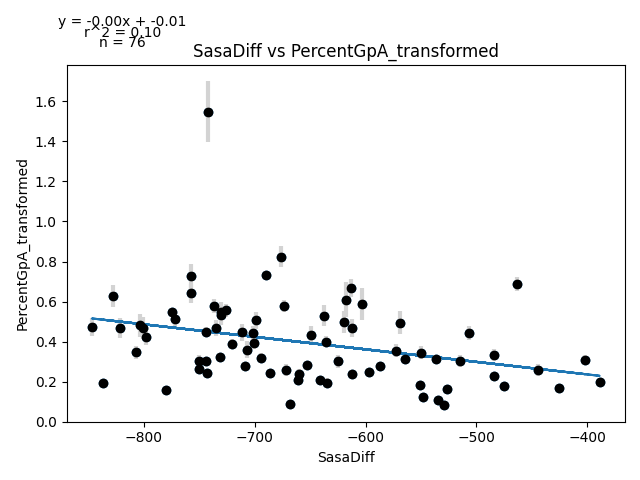 y = -0.00x + -0.01
r^2 = 0.10
n = 76
SasaDiff vs PercentGpA_transformed
PercentGpA_transformed
1.6
1.4
1.2
1.0
0.8
0.6
0.4
0.2
0.0
−800 −700 −600 −500 −400
SasaDiff